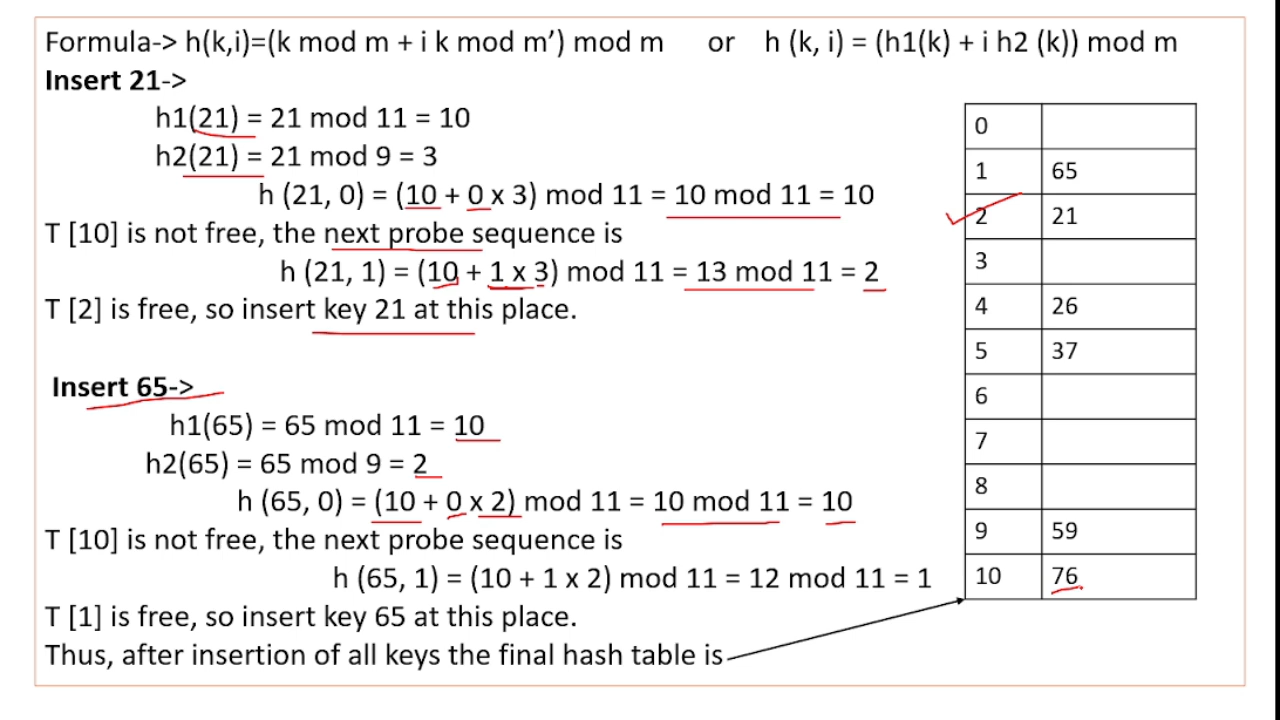 Formula-> h(k,i)=(k mod m + i k mod m’) mod m or h (k, i) = (h1(k) + i h2 (k)) mod m
Insert 21->
h1(21) = 21 mod 11 = 10
h2(21) = 21 mod 9 = 3
h (21, 0) = (10 + 0 x 3) mod 11 = 10 mod 11 = 10
T [10] is not free, the next probe sequence is
h (21, 1) = (10 + 1 x 3) mod 11 = 13 mod 11 = 2
T [2] is free, so insert key 21 at this place.
Insert 65->
h1(65) = 65 mod 11 = 10
h2(65) = 65 mod 9 = 2
h (65, 0) = (10 + 0 x 2) mod 11 = 10 mod 11 = 10
T [10] is not free, the next probe sequence is
h (65, 1) = (10 + 1 x 2) mod 11 = 12 mod 11 = 1
T [1] is free, so insert key 65 at this place.
Thus, after insertion of all keys the final hash table is
0
1 65
2 21
3
4 26
5 37
6
7
8
9 59
10 76